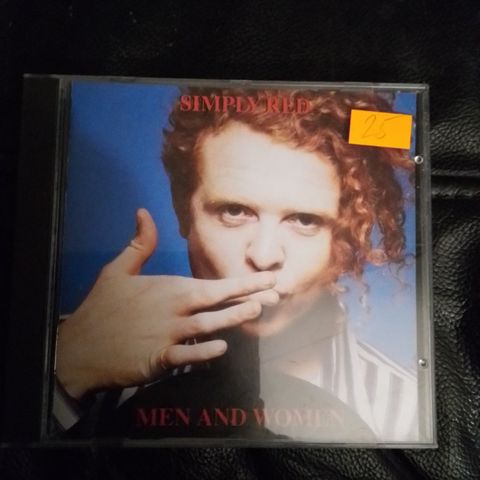 SIMPLY RED
25
MEN AND WOMEN